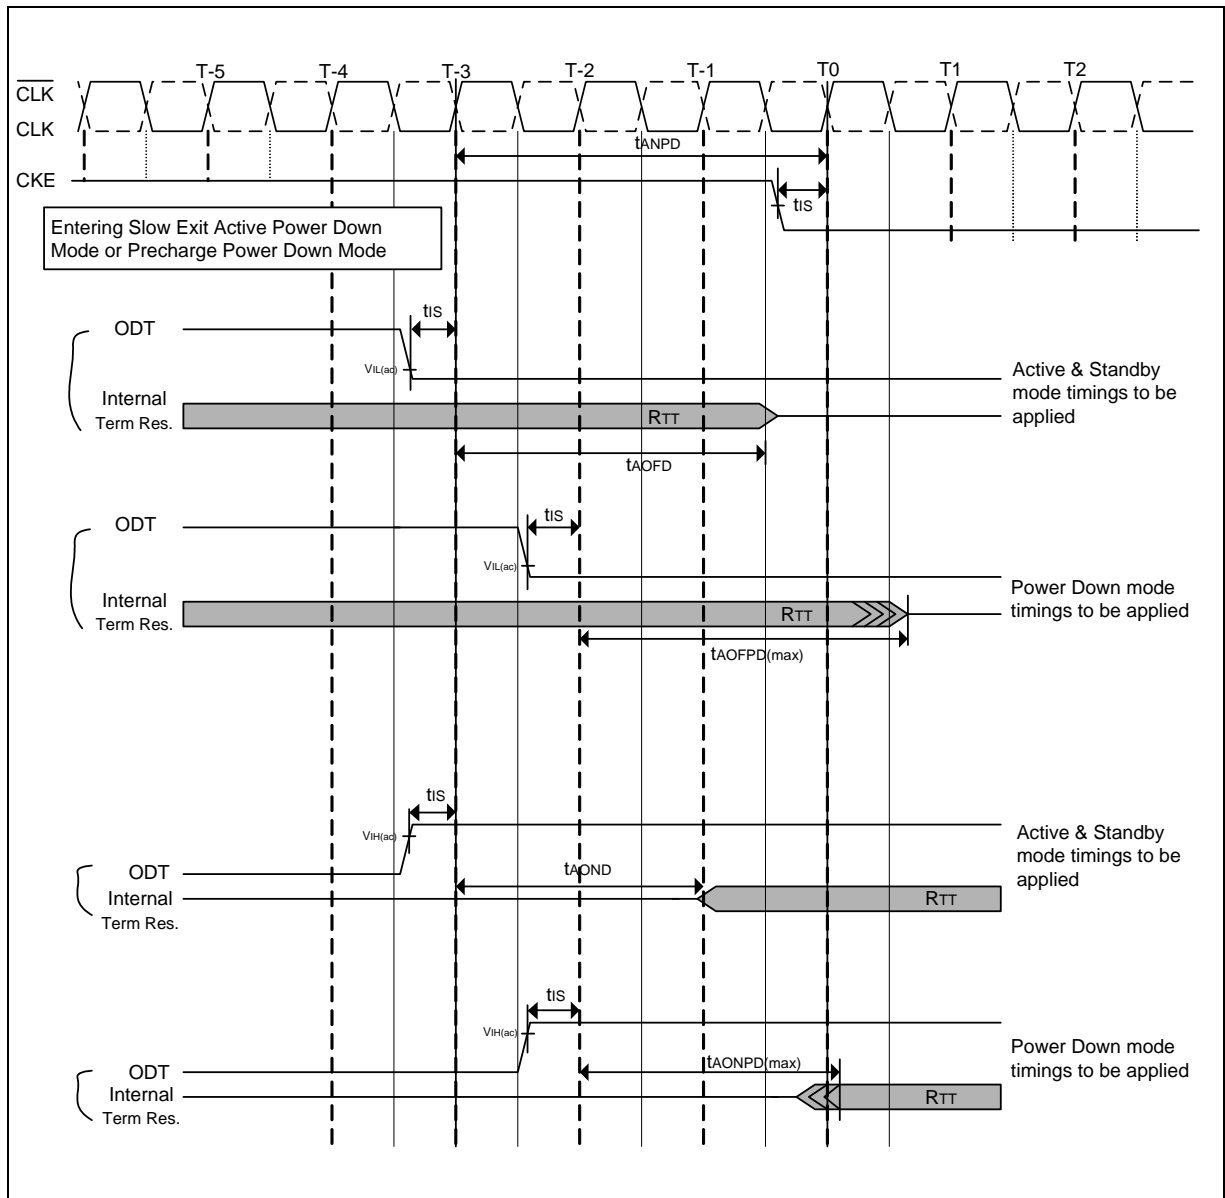 T-5 T-4 T-3 T-2 T-1 T0 T1 T2
CLK
CLK
tANPD
CKE
tIS
Entering Slow Exit Active Power Down
Mode or Precharge Power Down Mode
tIS
ODT
VIL(ac)
Active & Standby
mode timings to be
applied
Internal
Term Res.
RTT
tAOFD
tIS
ODT
VIL(ac)
Power Down mode
timings to be applied
Internal
Term Res.
RTT
tAOFPD(max)
tIS
VIH(ac)
Active & Standby
mode timings to be
applied
ODT
tAOND
Internal
Term Res.
RTT
tIS
VIH(ac)
Power Down mode
timings to be applied
ODT
tAONPD(max)
Internal
Term Res.
RTT